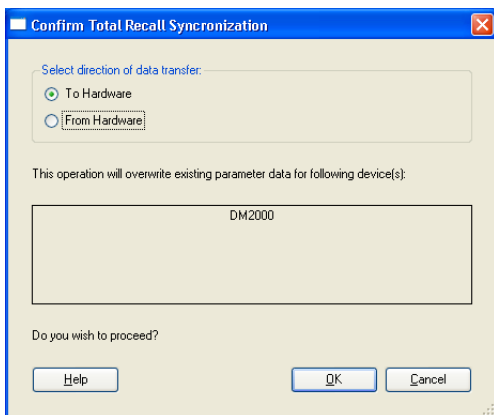 Confirm Total Recall Syncronization
Select direction of data transfer:
To Hardware
From Hardware
This operation will overwrite existing parameter data for following device(s):
DM2000
Do you wish to proceed?
Help
OK
Cancel